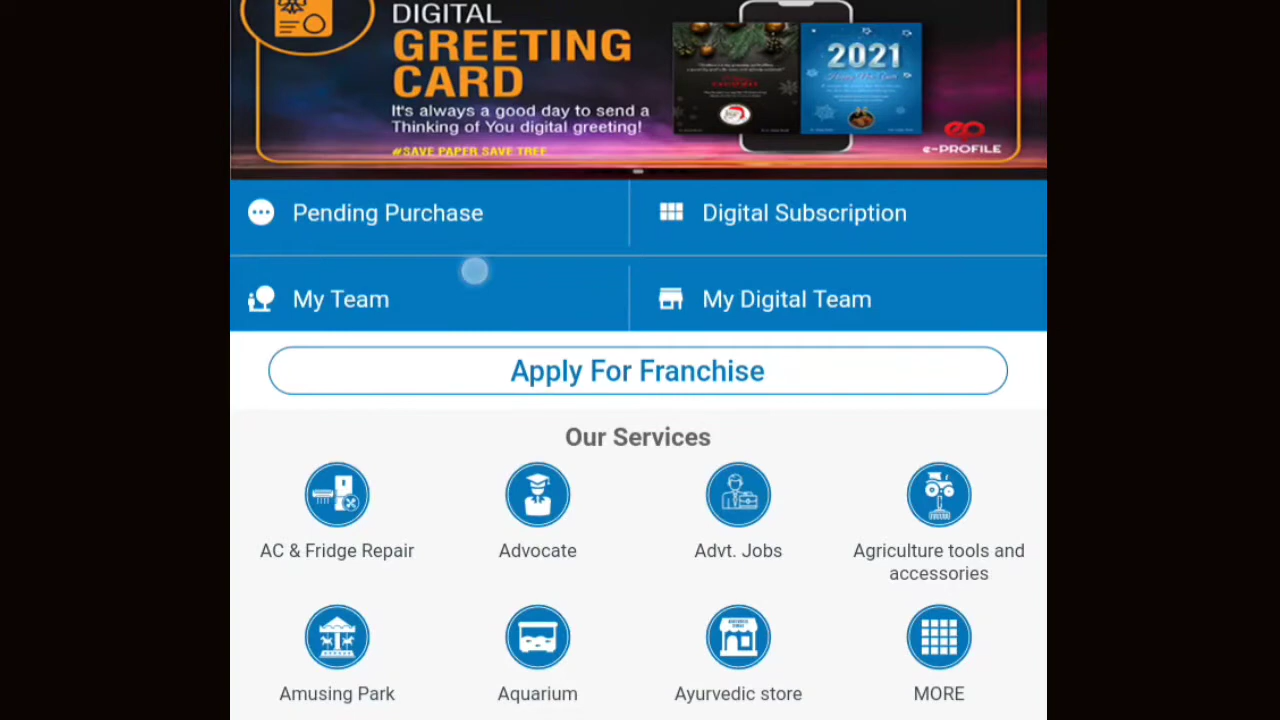 DIGITAL
GREETING
CARD
It's always a good day to send a
Thinking of You digital greeting!
#SAVE PAPER SAVE TREE
2021
e-PROFILE
Pending Purchase
Digital Subscription
My Team
My Digital Team
Apply For Franchise
Our Services
AC & Fridge Repair
Advocate
Advt. Jobs
Agriculture tools and
accessories
Amusing Park
Aquarium
Ayurvedic store
MORE